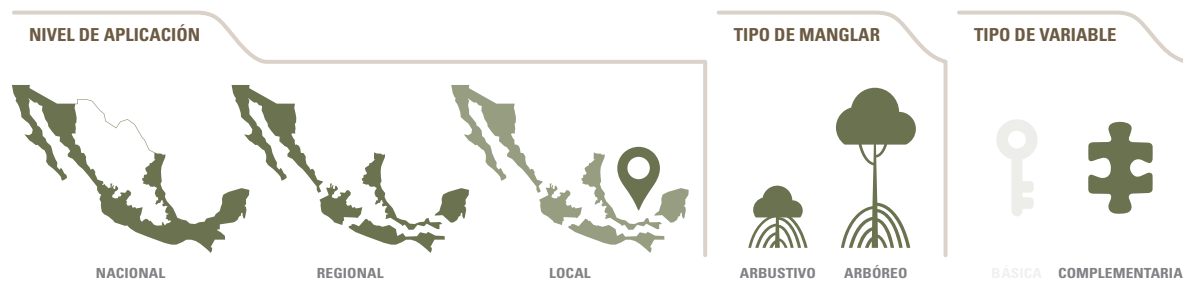 NIVEL DE APLICACIÓN
TIPO DE MANGLAR
TIPO DE VARIABLE
NACIONAL
REGIONAL
LOCAL
ARBUSTIVO
ARBÓREO
BÁSICA
COMPLEMENTARIA